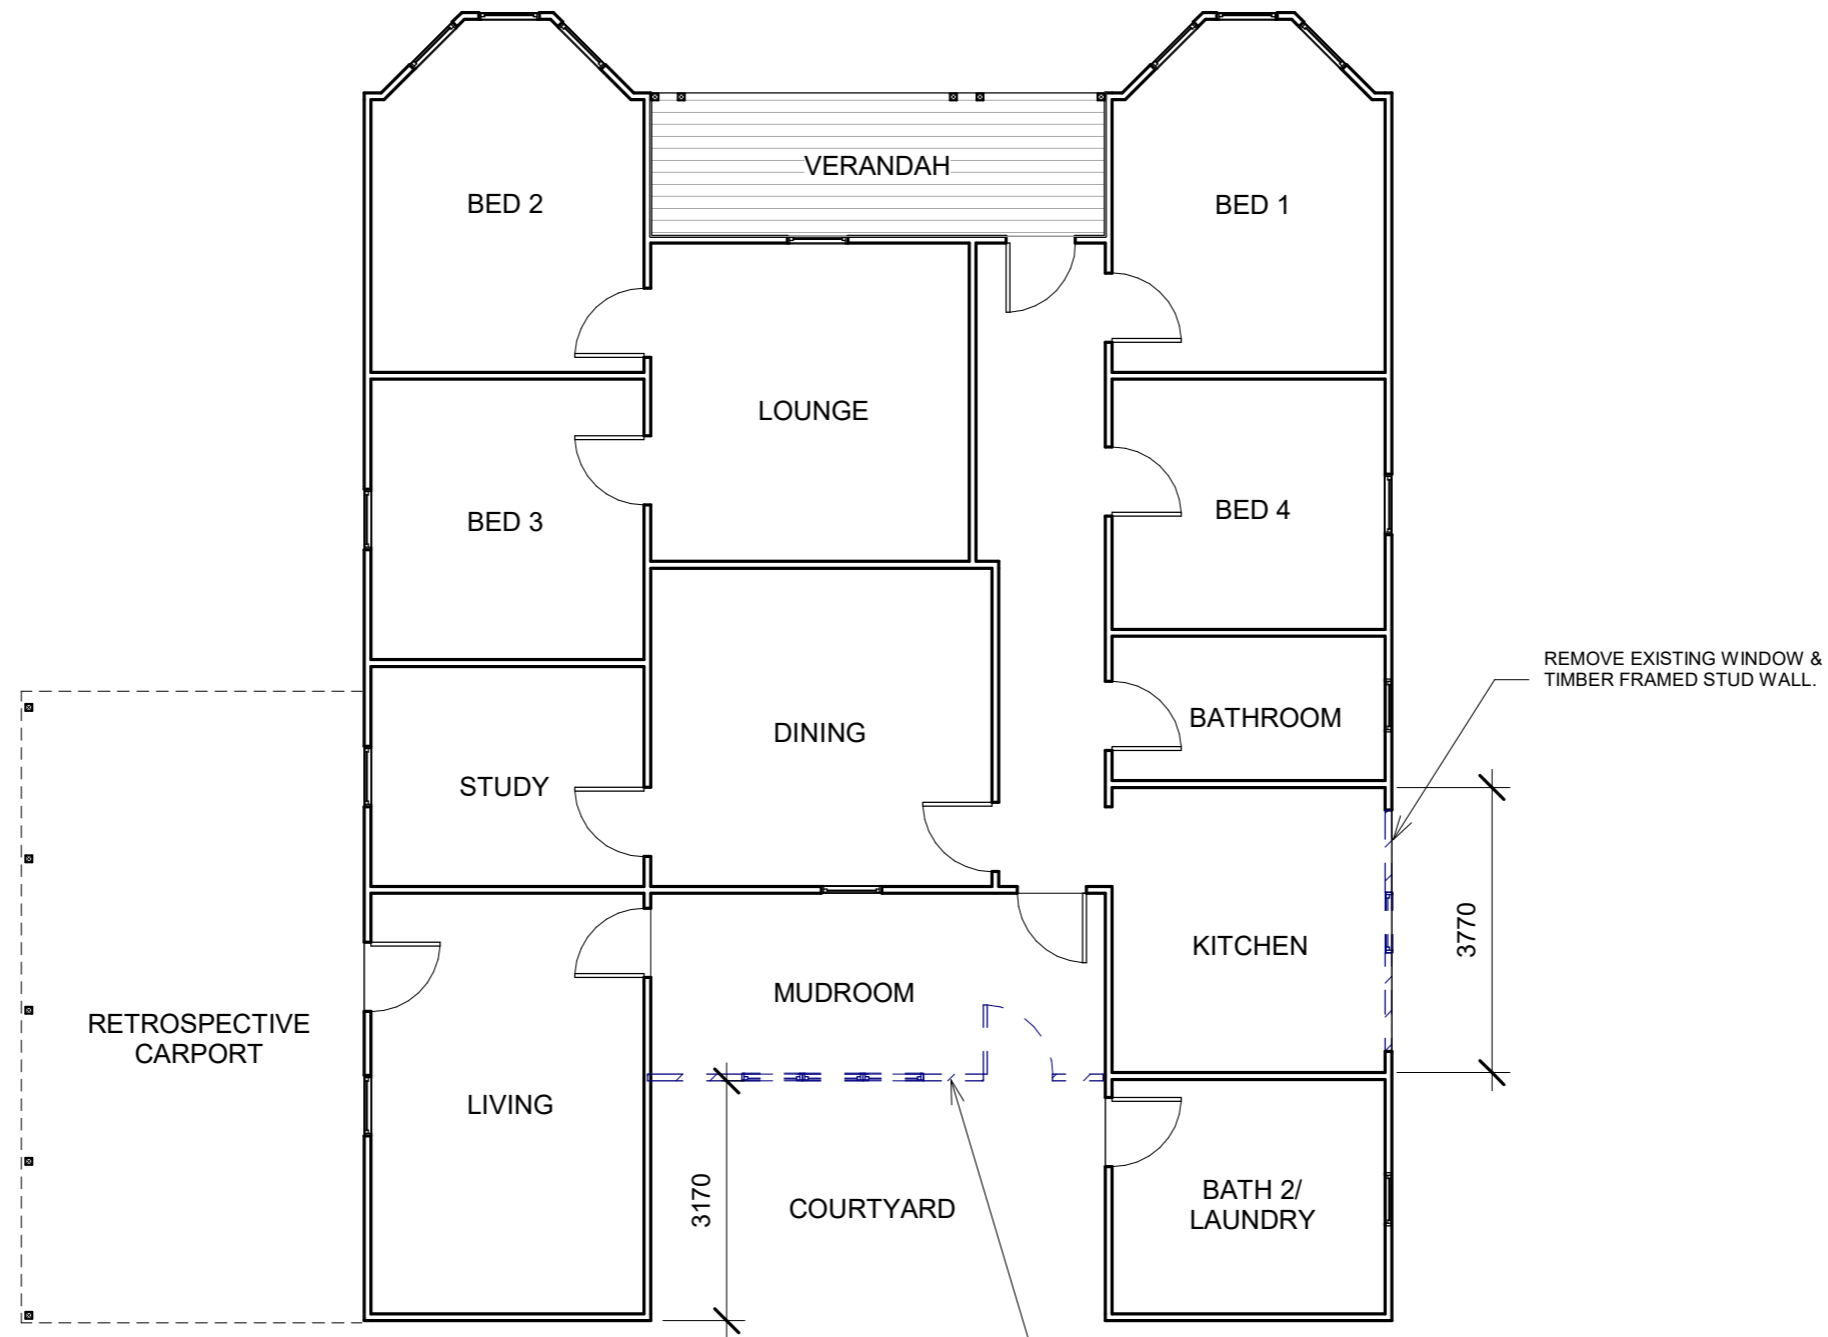 VERANDAH
BED 2
BED 1
LOUNGE
BED 3
BED 4
REMOVE EXISTING WINDOW &
TIMBER FRAMED STUD WALL.
BATHROOM
DINING
STUDY
3770
KITCHEN
MUDROOM
RETROSPECTIVE
CARPORT
LIVING
3170
COURTYARD
BATH 2/
LAUNDRY